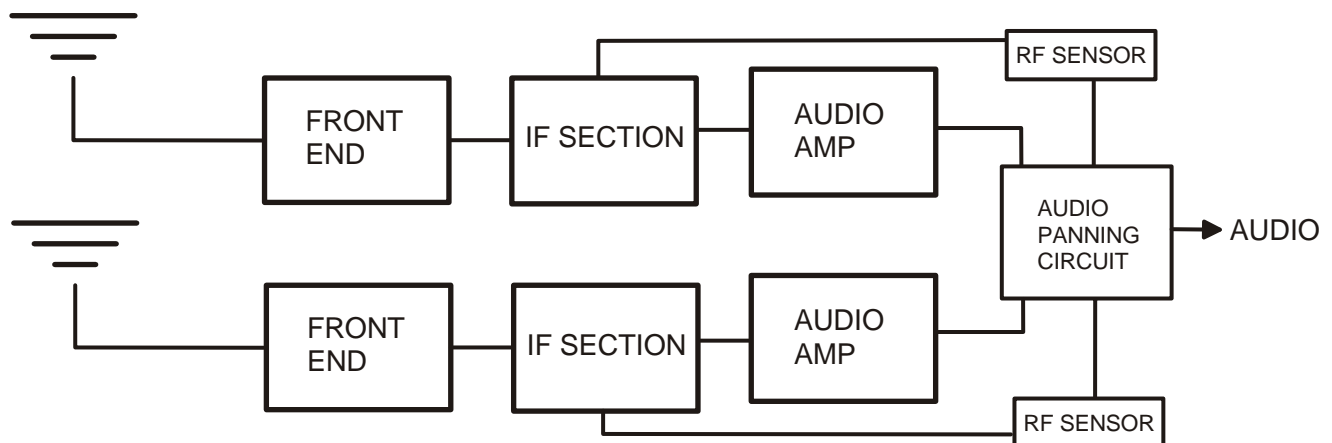 RF SENSOR
FRONT
END
IF SECTION
AUDIO
AMP
AUDIO
PANNING
CIRCUIT
AUDIO
FRONT
END
IF SECTION
AUDIO
AMP
RF SENSOR